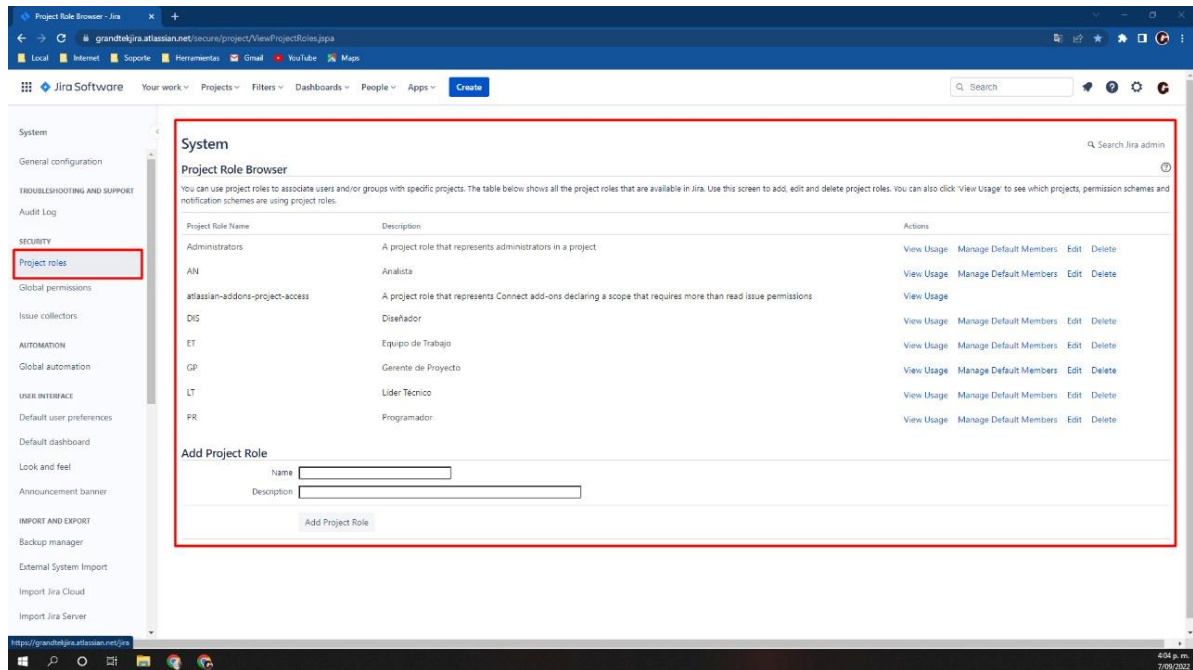 Project Role Browser - Jira
grandtekjira.atlassian.net/secure/project/ViewProjectRoles.jspa
Local Internet Soporte Herramientas Gmail YouTube Maps
Jira Software Your work Projects Filters Dashboards People Apps Create Search
System
General configuration
TROUBLESHOOTING AND SUPPORT
Audit Log
SECURITY
Project roles
Global permissions
Issue collectors
AUTOMATION
Global automation
USER INTERFACE
Default user preferences
Default dashboard
Look and feel
Announcement banner
IMPORT AND EXPORT
Backup manager
External System Import
Import Jira Cloud
Import Jira Server
System Search Jira admin
Project Role Browser
You can use project roles to associate users and/or groups with specific projects. The table below shows all the project roles that are available in Jira. Use this screen to add, edit and delete project roles. You can also click 'View Usage' to see which projects, permission schemes and
notification schemes are using project roles.
Project Role Name Description Actions
Administrators A project role that represents administrators in a project View Usage Manage Default Members Edit Delete
AN Analista View Usage Manage Default Members Edit Delete
atlassian-addons-project-access A project role that represents Connect add-ons declaring a scope that requires more than read issue permissions View Usage
DIS Diseñador View Usage Manage Default Members Edit Delete
ET Equipo de Trabajo View Usage Manage Default Members Edit Delete
GP Gerente de Proyecto View Usage Manage Default Members Edit Delete
LT Líder Técnico View Usage Manage Default Members Edit Delete
PR Programador View Usage Manage Default Members Edit Delete
Add Project Role
Name
Description
Add Project Role
https://grandtekjira.atlassian.net/jira
4:04 p. m.
7/09/2022